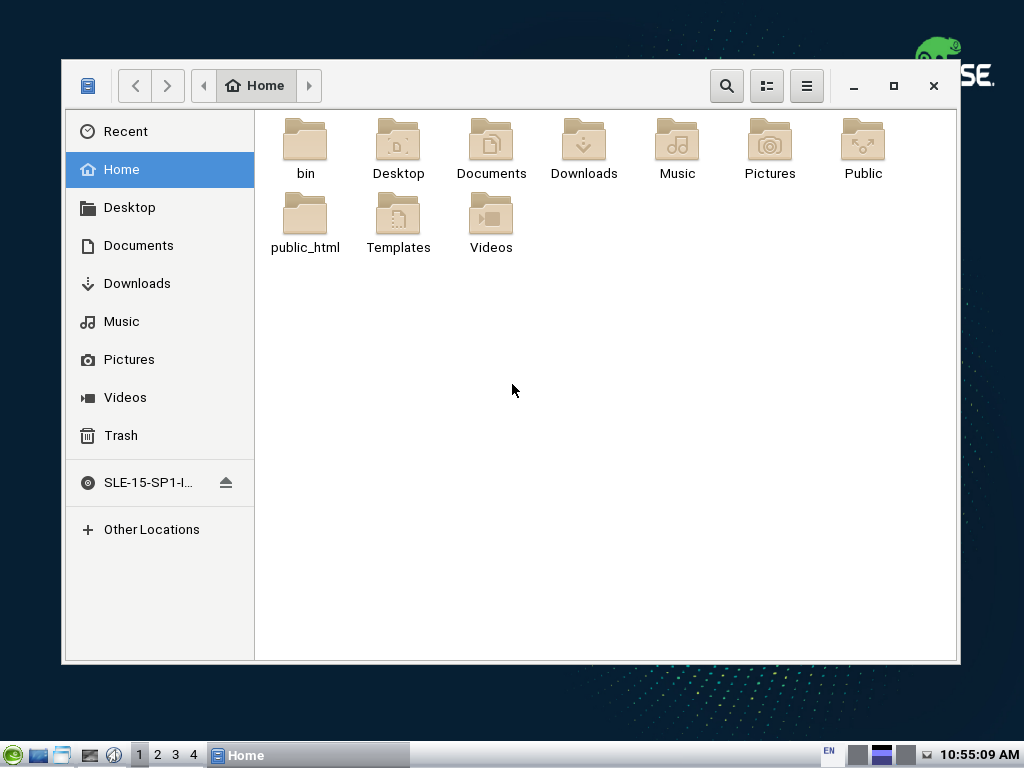 SE.
Home
Recent
Home
Desktop
Documents
Downloads
Music
Pictures
Videos
Trash
SLE-15-SP1-I...
Other Locations
bin
Desktop
Documents
Downloads
Music
Pictures
Public
public_html
Templates
Videos
1 2 3 4
Home
EN
10:55:09 AM